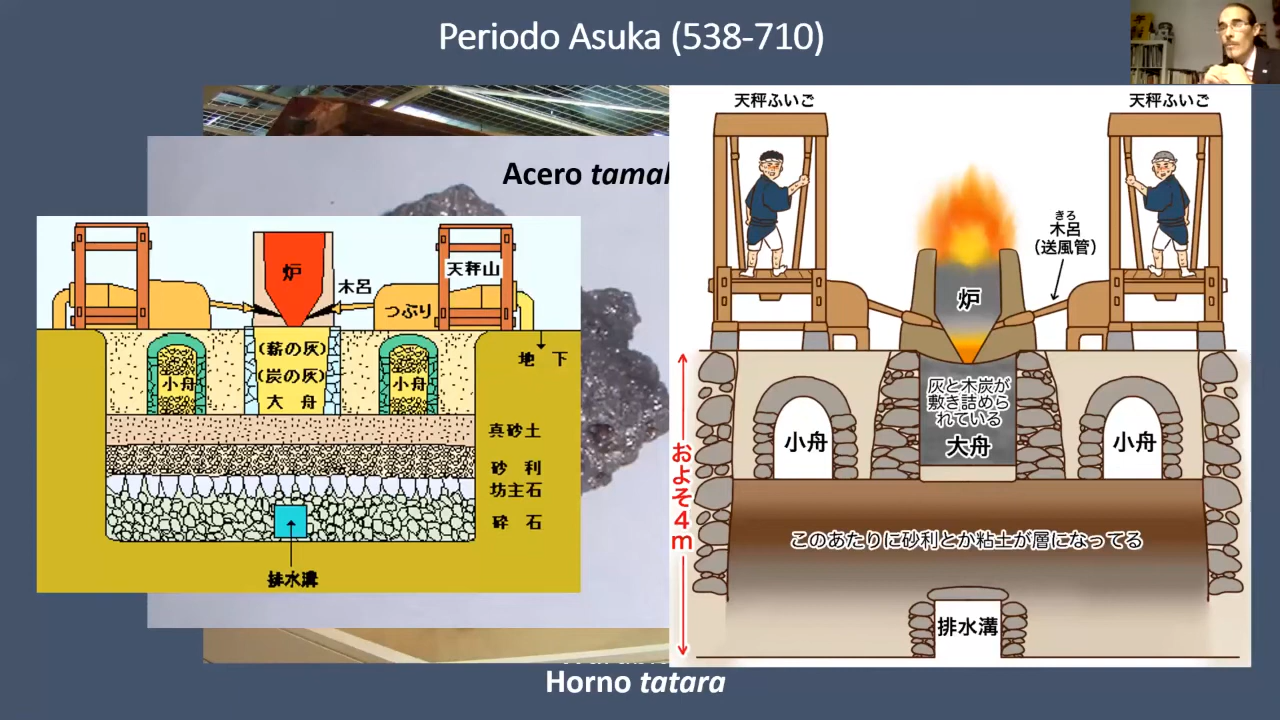 Periodo Asuka (538-710)
Acero
炉
木呂
天秤山
つぶり
(薪の灰)
(炭の灰)
大 舟
小舟
小舟
地 下
真砂土
砂 利
坊主石
砕 石
排水溝
天秤ふいご
天秤ふいご
きろ
木呂
(送風管)
炉
灰と木炭が
敷き詰めら
れている
大舟
小舟
小舟
およそ4m
このあたりに砂利とか粘土が層になってる
排水溝
Horno tatara